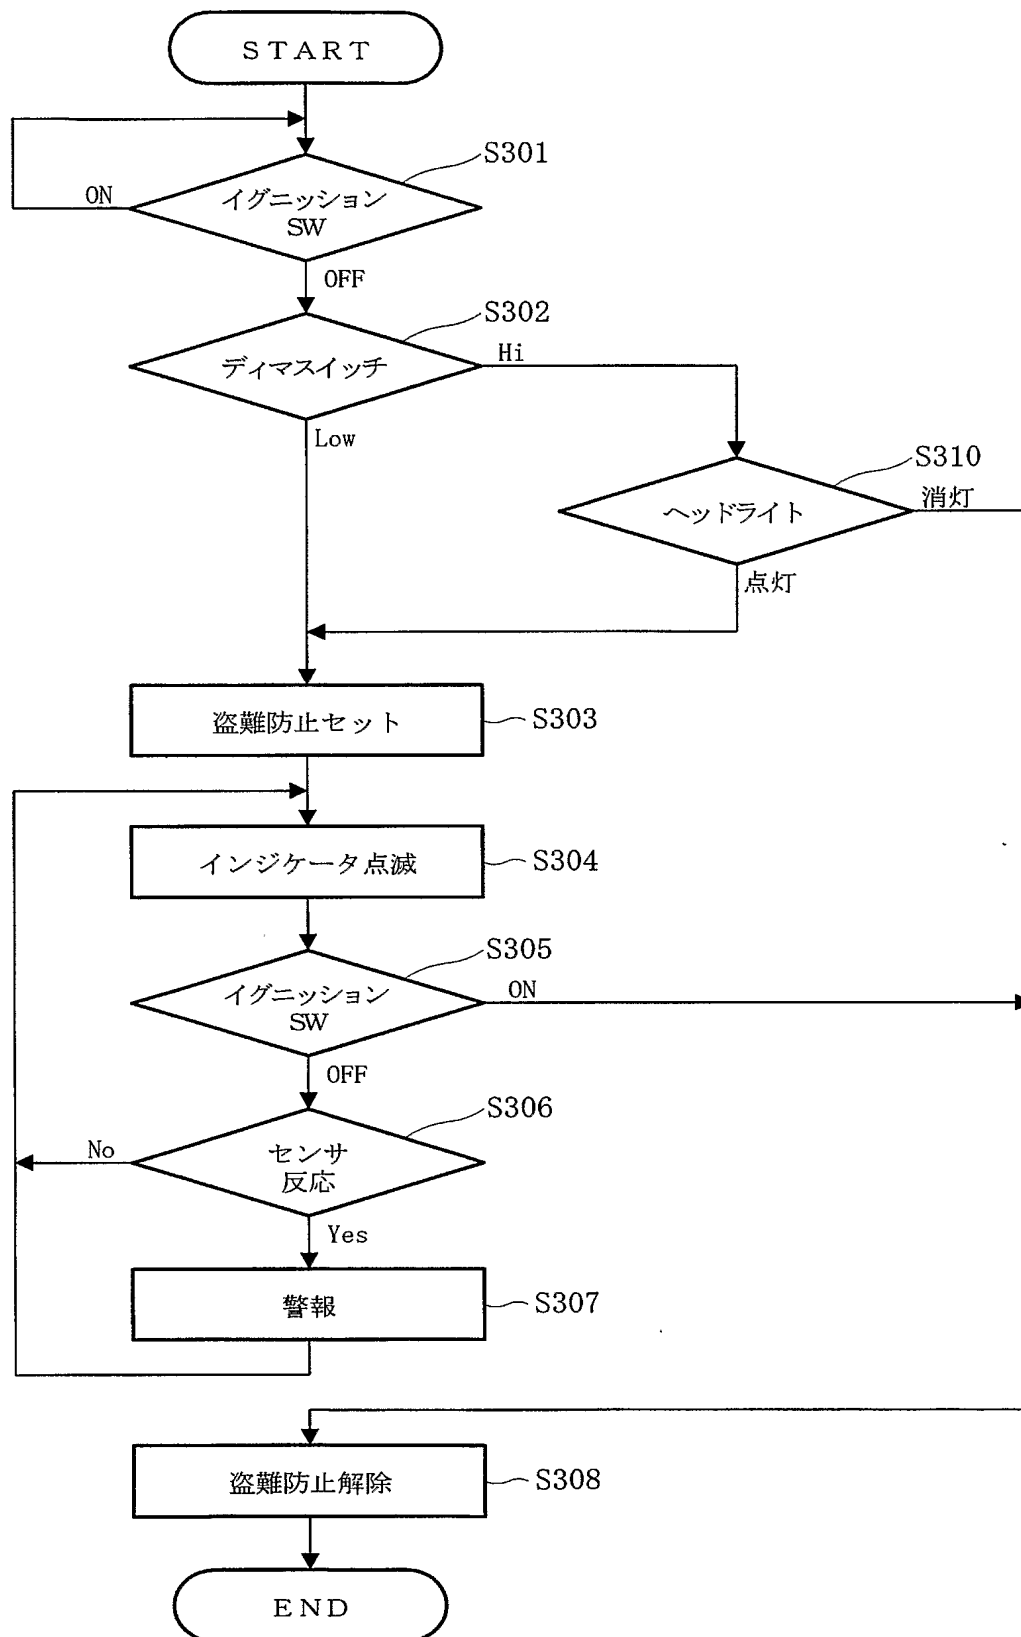 START
S301
ON
イグニッション
SW
OFF
S302
ディマスイッチ
Hi
Low
S310
ヘッドライト
消灯
点灯
盗難防止セット
S303
インジケータ点滅
S304
S305
イグニッション
SW
ON
OFF
S306
No
センサ
反応
Yes
警報
S307
盗難防止解除
S308
END